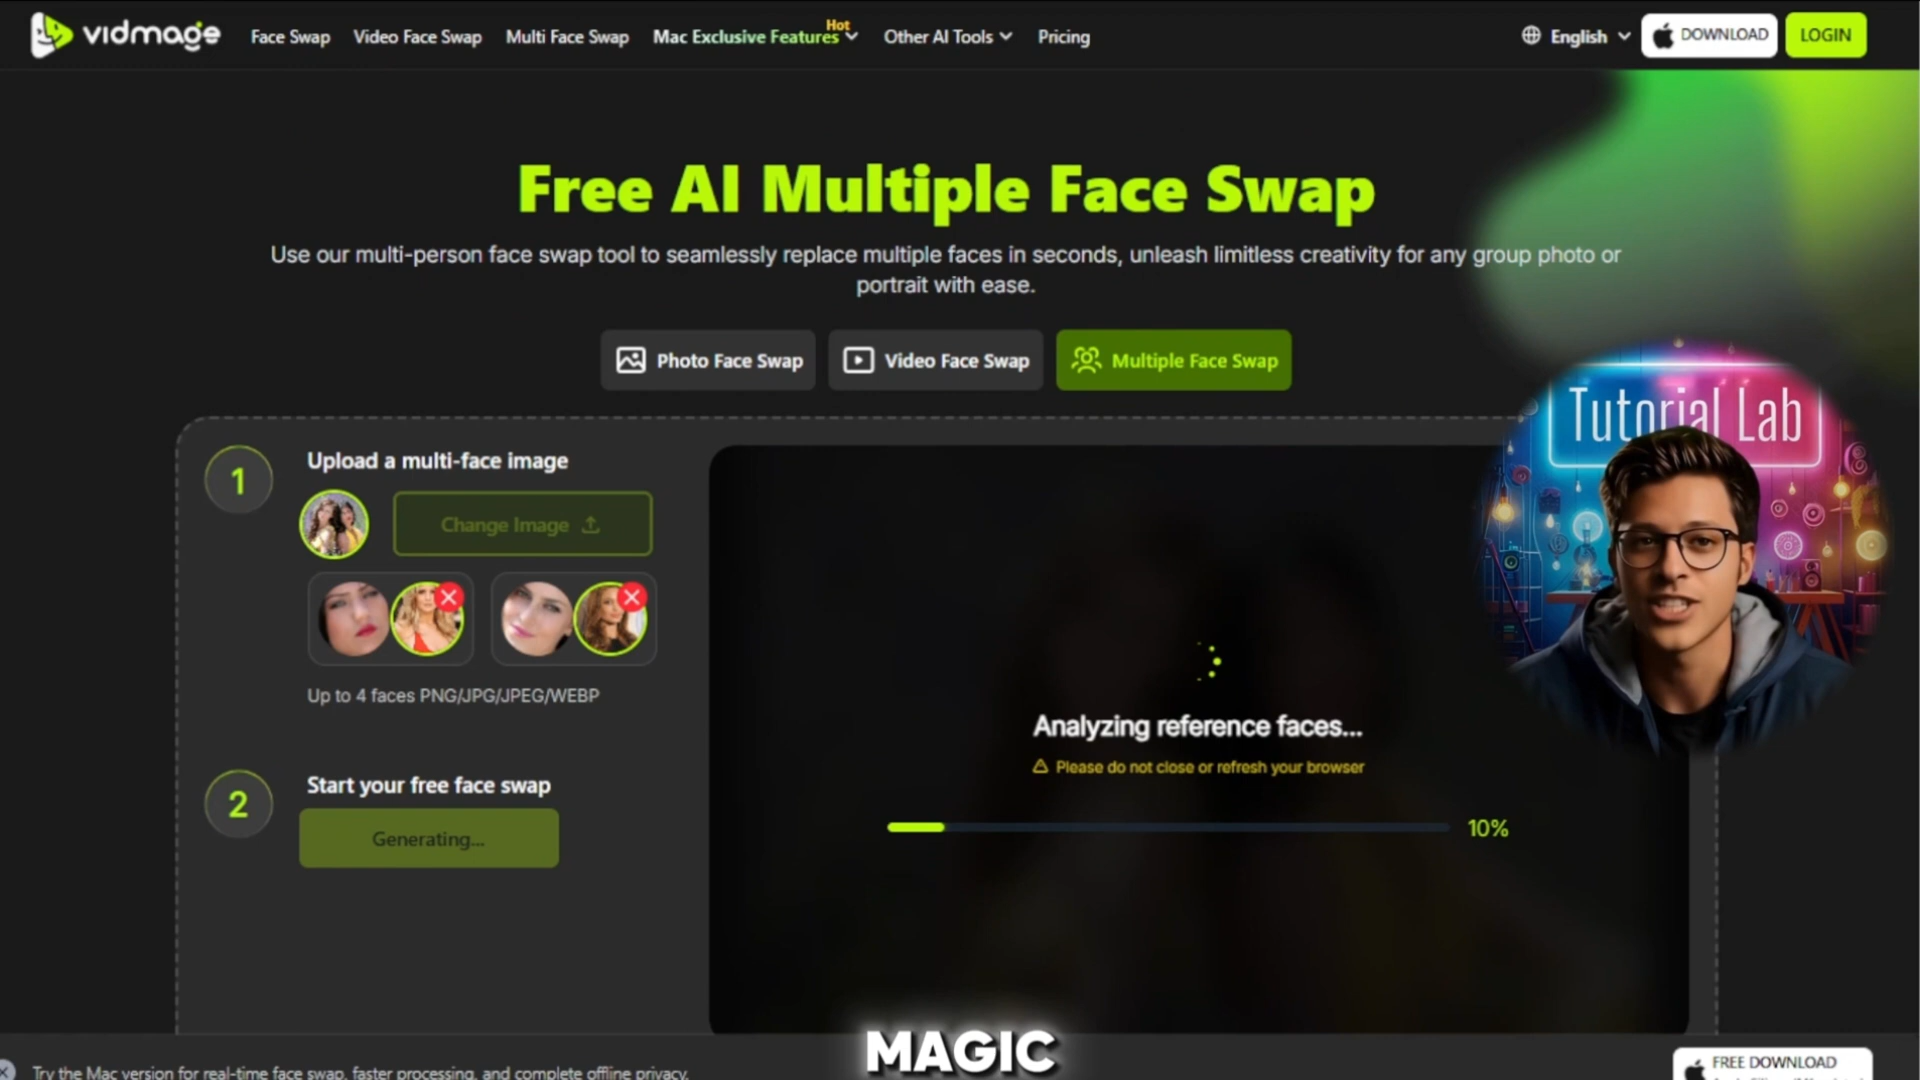 vidmage
Face Swap
Video Face Swap
Multi Face Swap
Mac Exclusive Features
Hot
Other AI Tools
Pricing
English
DOWNLOAD
LOGIN
Free AI Multiple Face Swap
Use our multi-person face swap tool to seamlessly replace multiple faces in seconds, unleash limitless creativity for any group photo or
portrait with ease.
Photo Face Swap
Video Face Swap
Multiple Face Swap
Tutorial Lab
1
Upload a multi-face image
Change Image
Up to 4 faces PNG/JPG/JPEG/WEBP
Analyzing reference faces...
Please do not close or refresh your browser
10%
2
Start your free face swap
Generating...
MAGIC
Try the Mac version for real-time face swap, faster processing, and complete offline privacy.
FREE DOWNLOAD